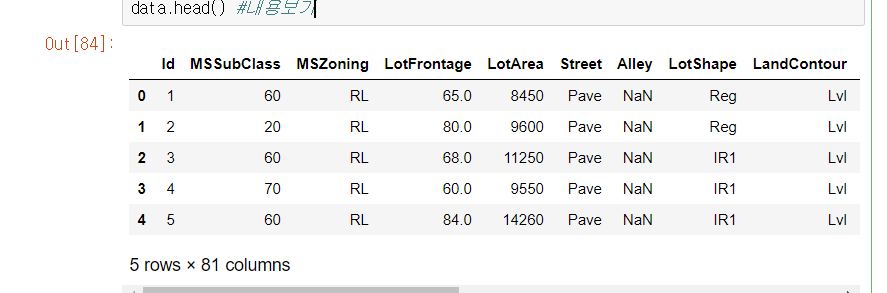 data.head() #내용보기
Out[84]:
Id MSSubClass MSZoning LotFrontage LotArea Street Alley LotShape LandContour
0 1 60 RL 65.0 8450 Pave NaN Reg Lvl
1 2 20 RL 80.0 9600 Pave NaN Reg Lvl
2 3 60 RL 68.0 11250 Pave NaN IR1 Lvl
3 4 70 RL 60.0 9550 Pave NaN IR1 Lvl
4 5 60 RL 84.0 14260 Pave NaN IR1 Lvl
5 rows × 81 columns